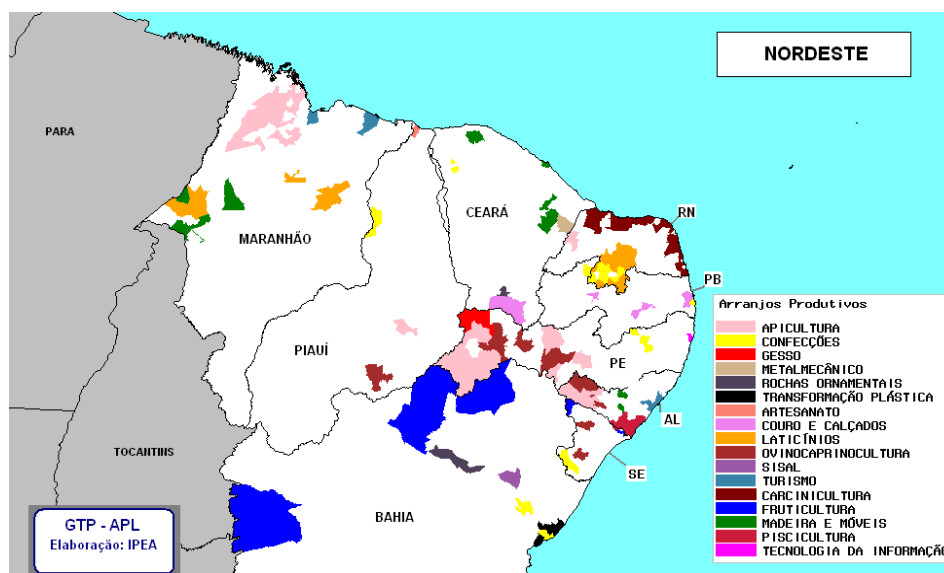 NORDESTE
PARA
RN
CEARÁ
MARANHÃO
PB
Arranjos Produtivos
APICULTURA
CONFECÇÕES
GESSO
METALMECÂNICO
ROCHAS ORNAMENTAIS
TRANSFORMAÇÃO PLÁSTICA
ARTESANATO
COURO E CALÇADOS
LATICÍNIOS
OVINOCAPRINOCULTURA
SISAL
TURISMO
CARCINICULTURA
FRUTICULTURA
MADEIRA E MÓVEIS
PISCICULTURA
TECNOLOGIA DA INFORMAÇÃO
PIAUÍ
PE
AL
TOCANTINS
SE
BAHIA
GTP - APL
Elaboração: IPEA